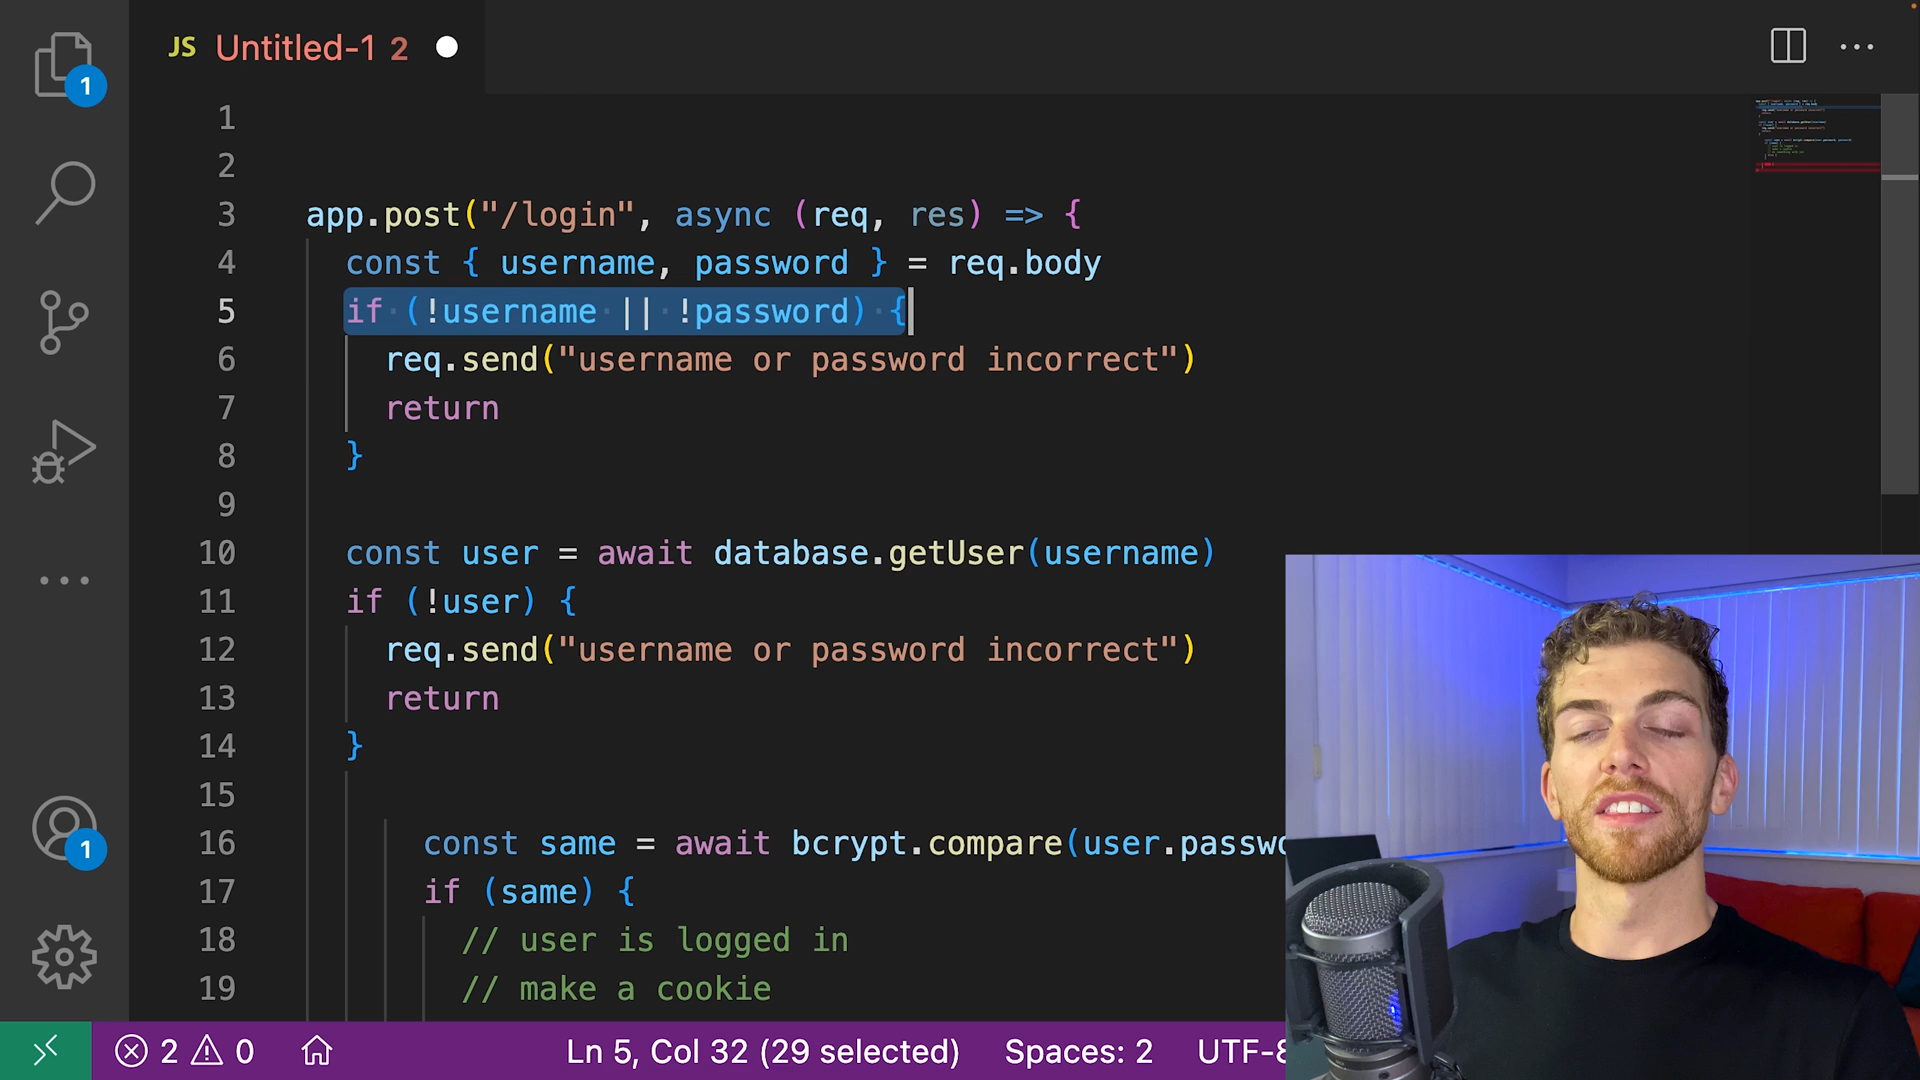 JS Untitled-1 2
1
1
2
3 app.post("/login", async (req, res) => {
4 const { username, password } = req.body
5 if (!username || !password) {
6 req.send("username or password incorrect")
7 return
8 }
9
10 const user = await database.getUser(username)
11 if (!user) {
12 req.send("username or password incorrect")
13 return
14 }
15
16 const same = await bcrypt.compare(user.passwo
17 if (same) {
18 // user is logged in
19 // make a cookie
1
2 0 Ln 5, Col 32 (29 selected) Spaces: 2 UTF-8